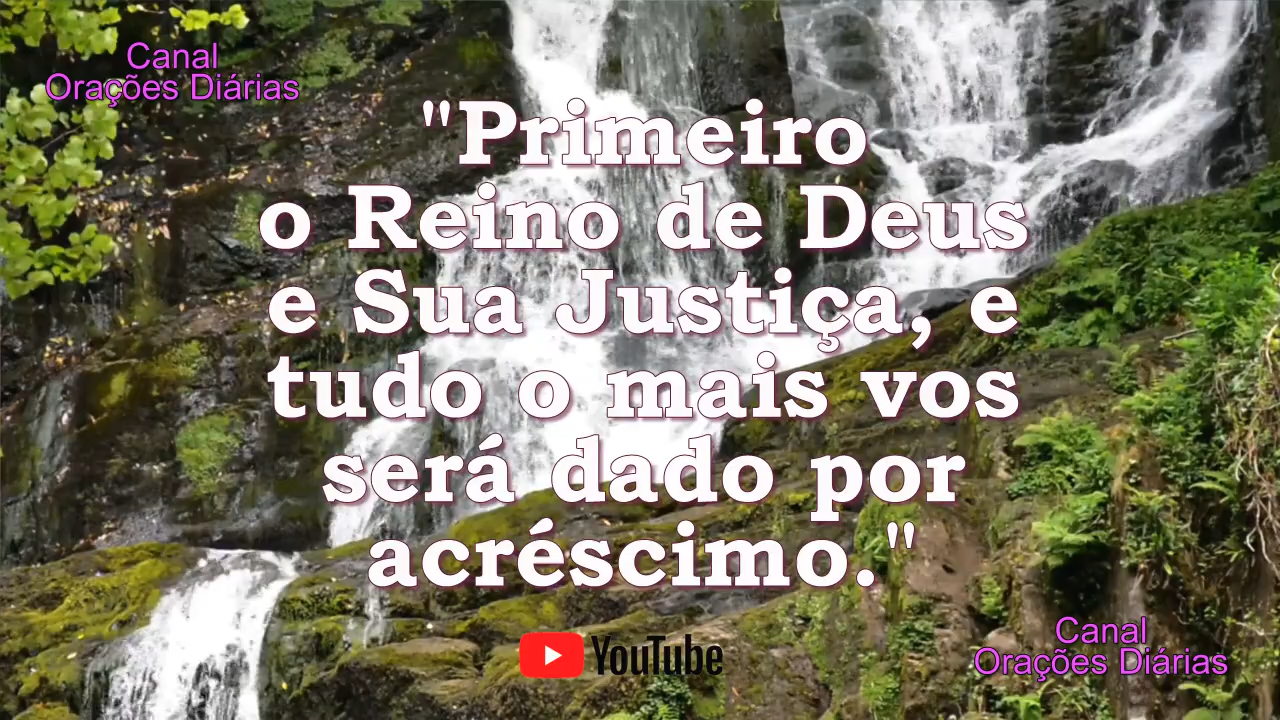 Canal
Orações Diárias
"Primeiro
o Reino de Deus
e Sua Justiça, e
tudo o mais vos
será dado por
acréscimo."
YouTube
Canal
Orações Diárias